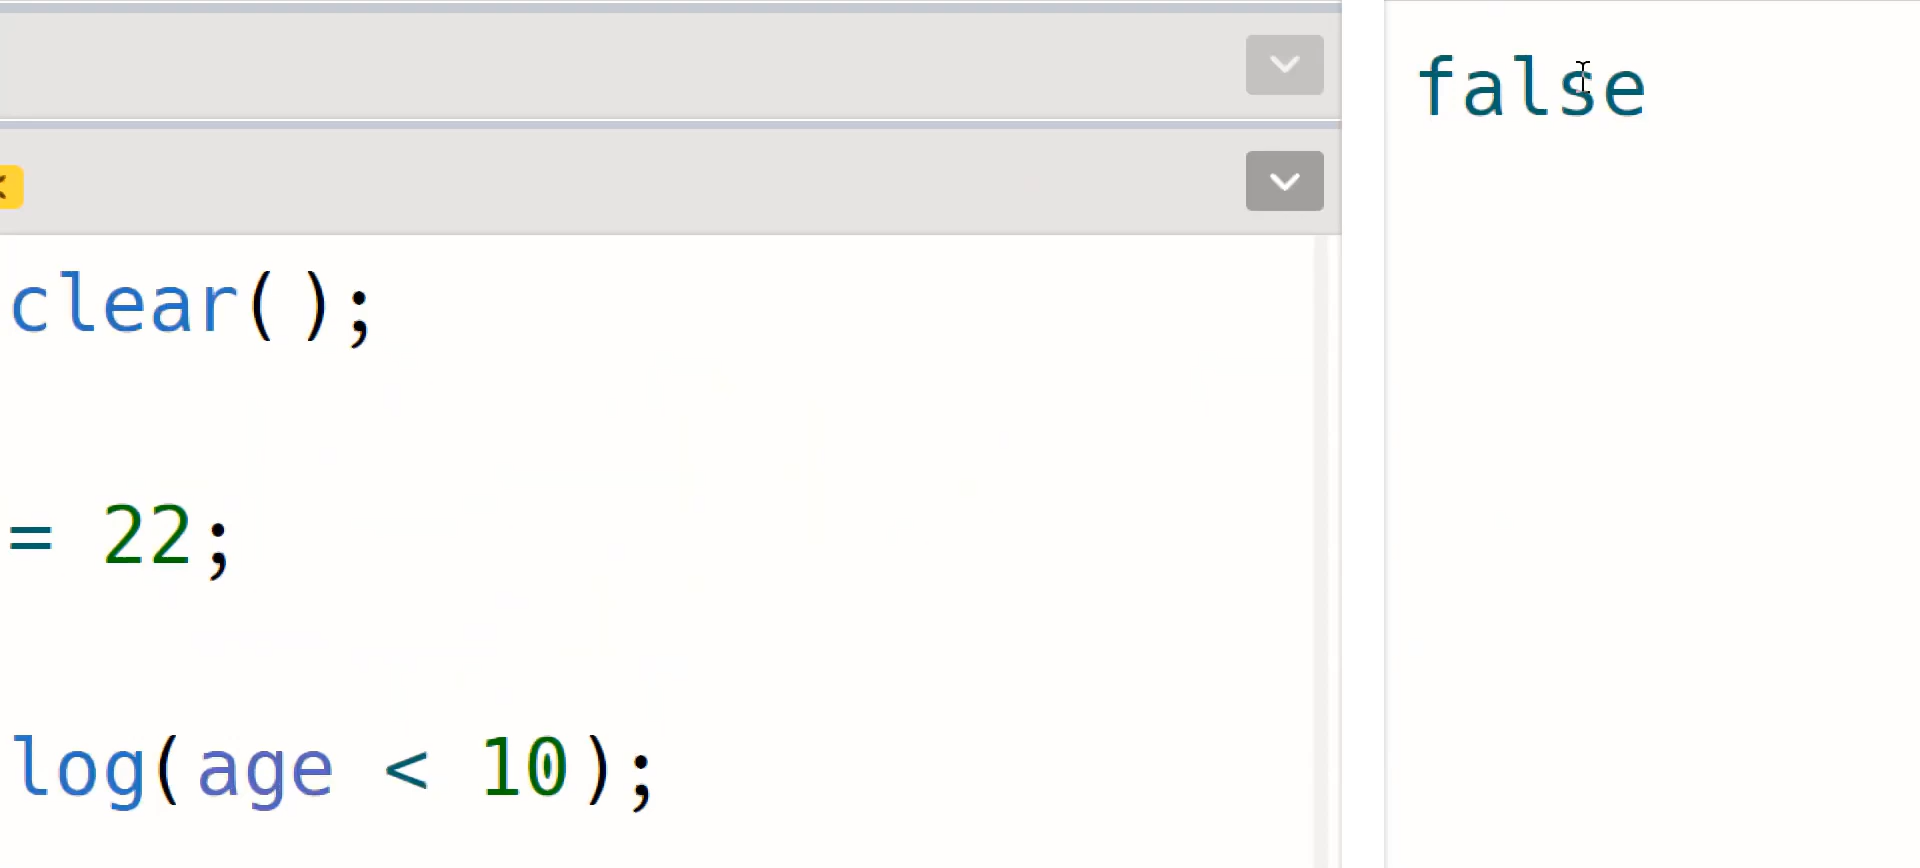 clear();
= 22;
log(age < 10);
false